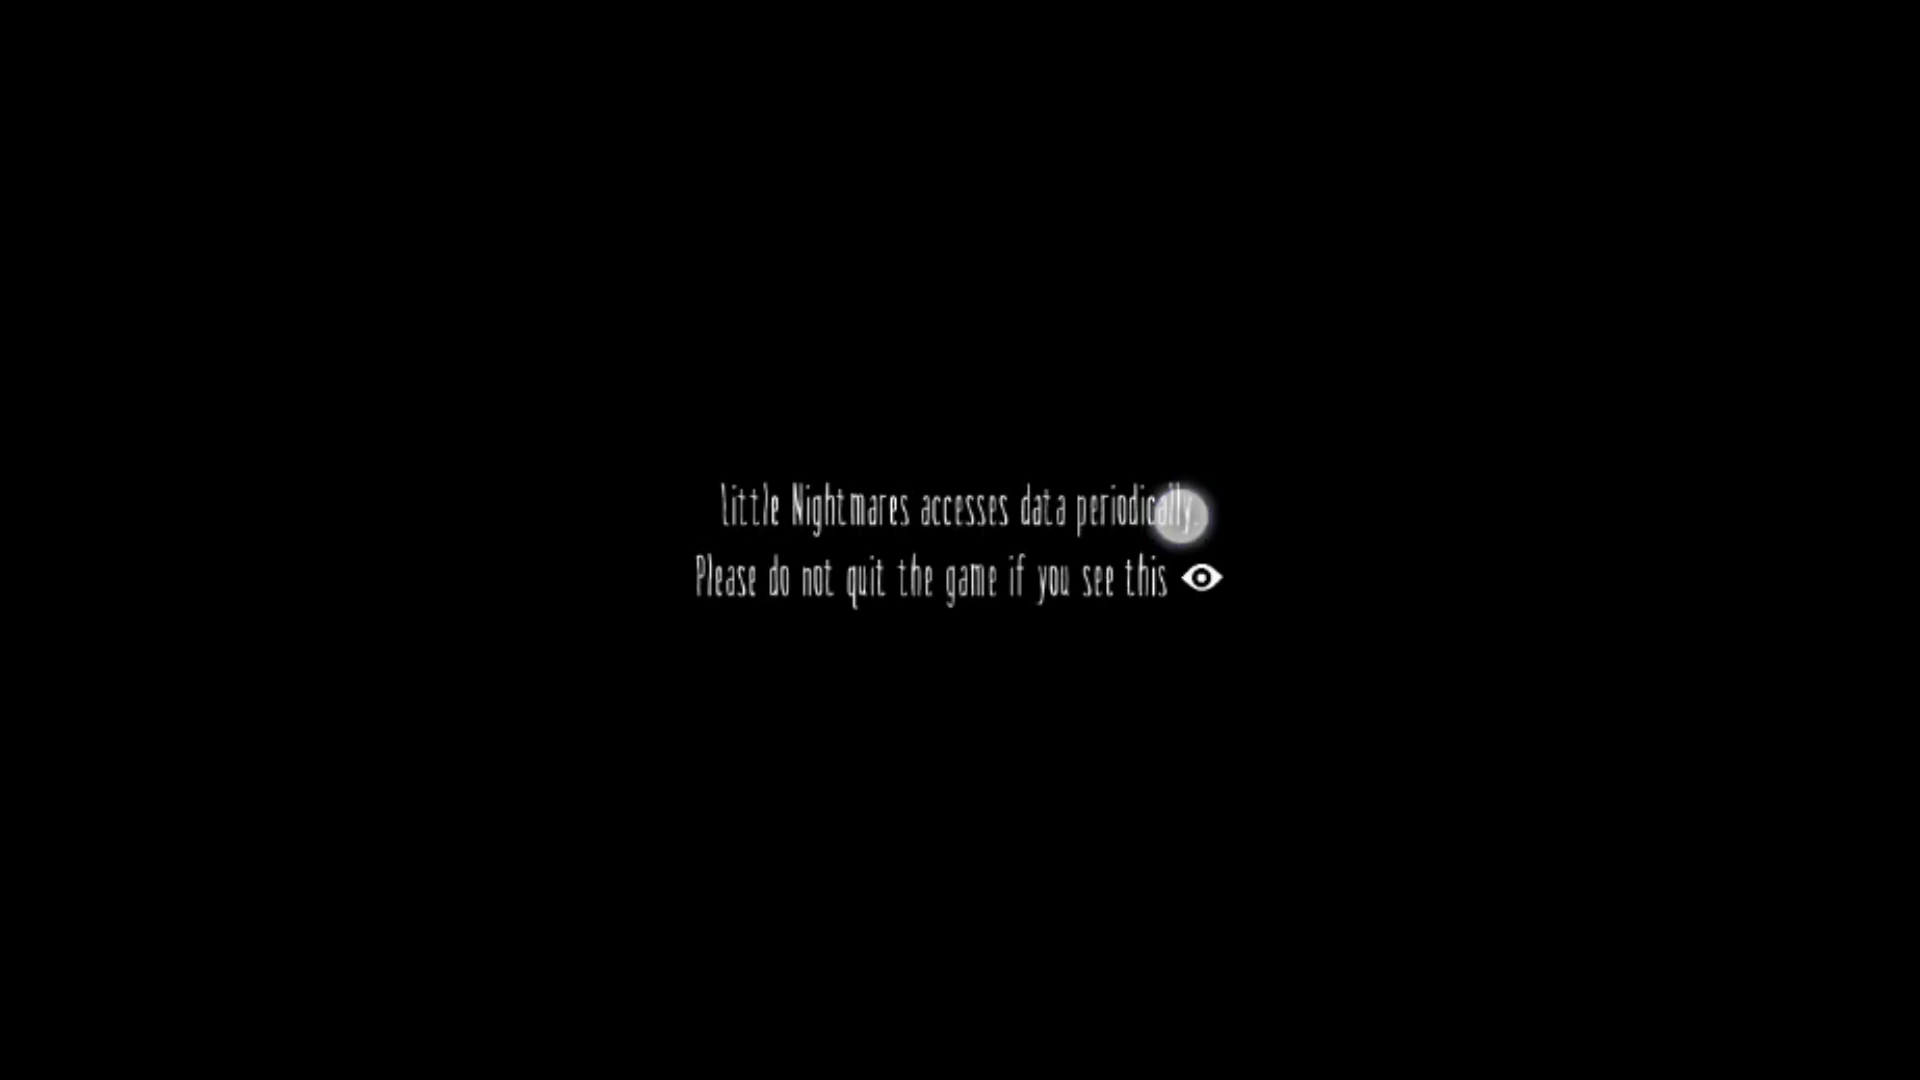 Little Nightmares accesses data periodically.
Please do not quit the game if you see this